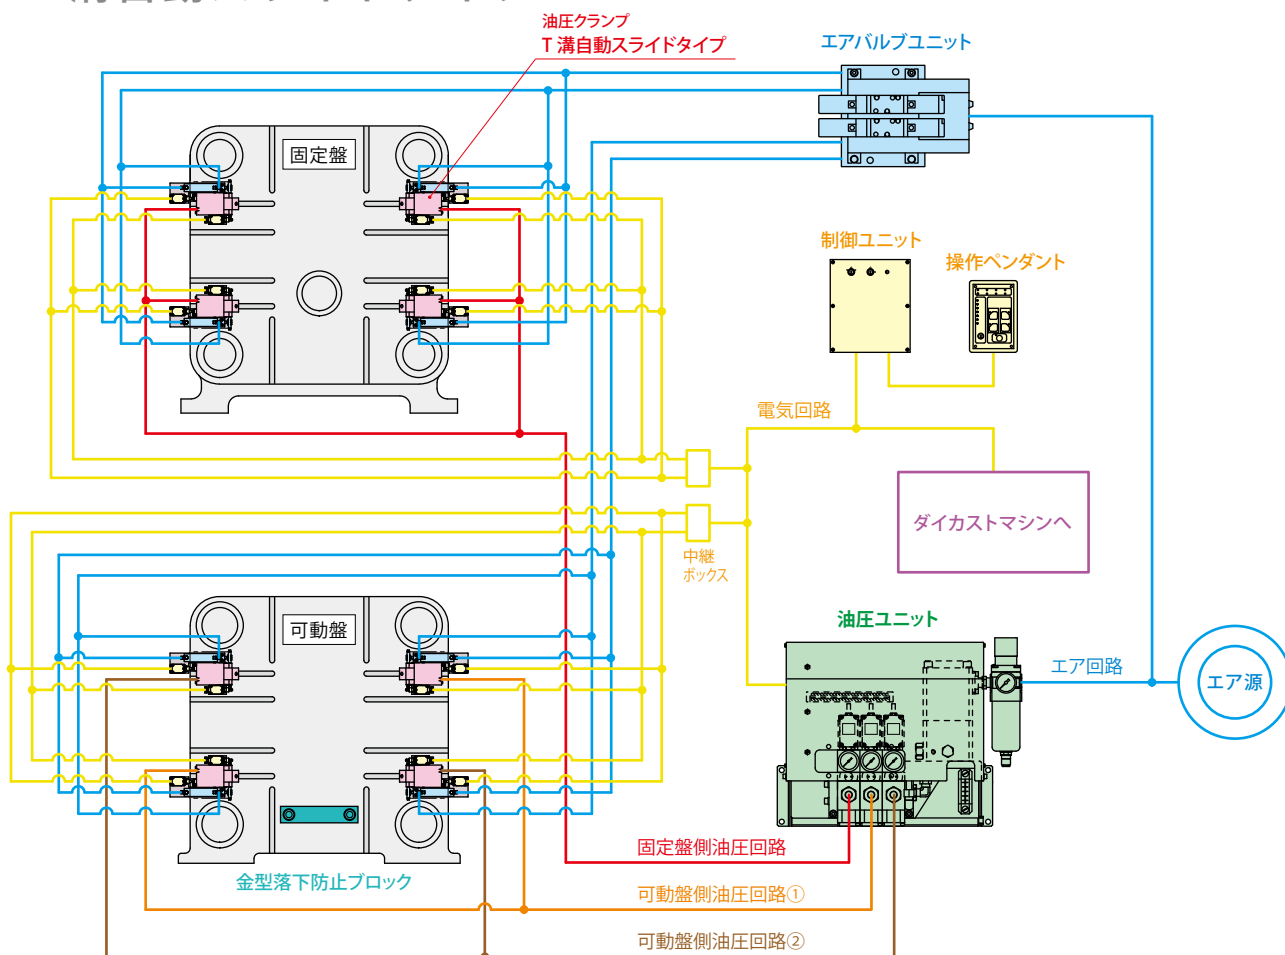 油圧クランプ
T 溝自動スライドタイプ
エアバルブユニット
固定盤
制御ユニット
操作ペンダント
電気回路
ダイカストマシンへ
中継
ボックス
可動盤
油圧ユニット
エア回路
エア源
固定盤側油圧回路
金型落下防止ブロック
可動盤側油圧回路①
可動盤側油圧回路②